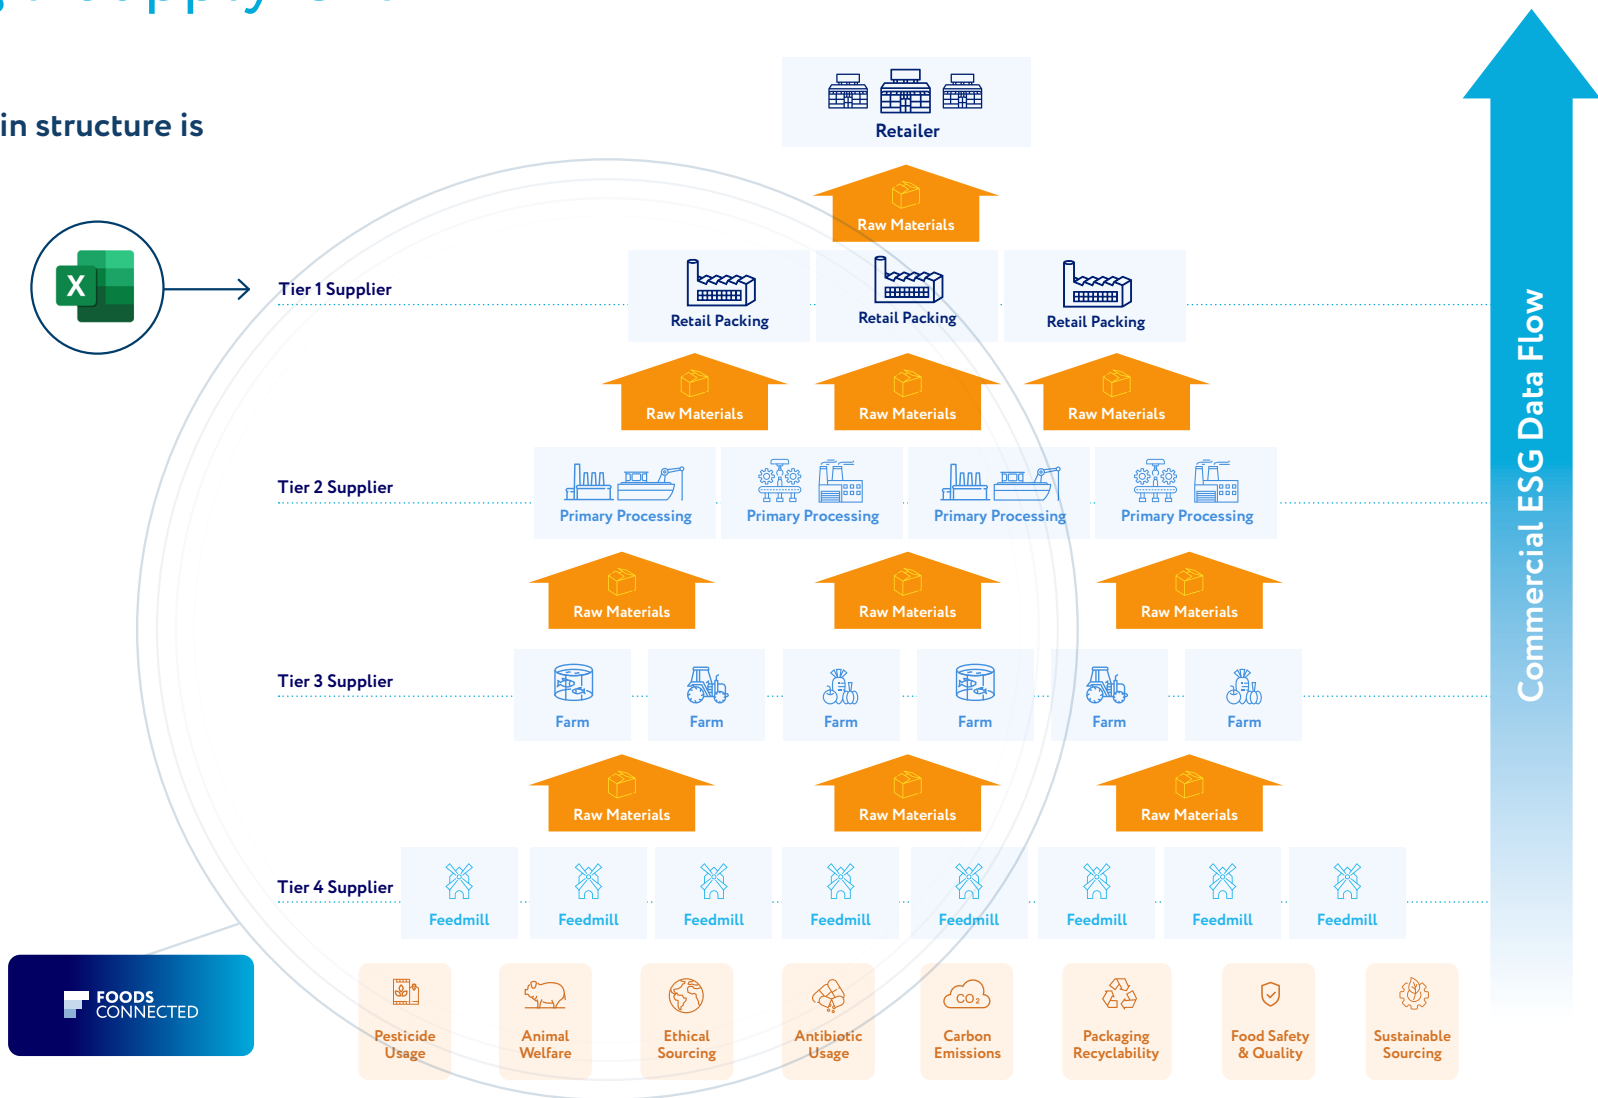 in structure is
Retailer
Raw Materials
X
Tier 1 Supplier
Retail Packing
Retail Packing
Retail Packing
Raw Materials
Raw Materials
Raw Materials
Tier 2 Supplier
Primary Processing
Primary Processing
Primary Processing
Primary Processing
Raw Materials
Raw Materials
Raw Materials
Tier 3 Supplier
Farm
Farm
Farm
Farm
Farm
Farm
Raw Materials
Raw Materials
Raw Materials
Tier 4 Supplier
Feedmill
Feedmill
Feedmill
Feedmill
Feedmill
Feedmill
Feedmill
Feedmill
FOODS
CONNECTED
Pesticide
Usage
Animal
Welfare
Ethical
Sourcing
Antibiotic
Usage
CO₂
Carbon
Emissions
Packaging
Recyclability
Food Safety
& Quality
Sustainable
Sourcing
Commercial ESG Data Flow